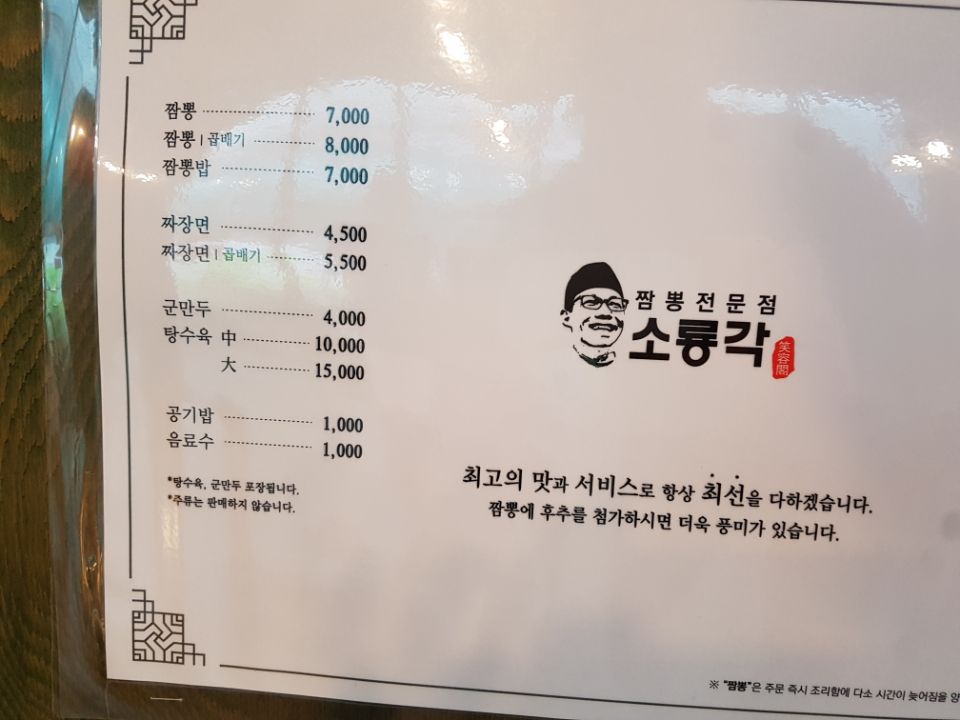 짬뽕 7,000
짬뽕 | 곱배기 8,000
짬뽕밥 7,000
짜장면 4,500
짜장면 | 곱배기 5,500
군만두 4,000
탕수육 中 10,000
大 15,000
공기밥 1,000
음료수 1,000
*탕수육, 군만두 포장됩니다.
*주류는 판매하지 않습니다.
짬뽕전문점
소룡각
笑容閣
최고의 맛과 서비스로 항상 최선을 다하겠습니다.
짬뽕에 후추를 첨가하시면 더욱 풍미가 있습니다.
※ "짬뽕"은 주문 즉시 조리함에 다소 시간이 늦어짐을 양